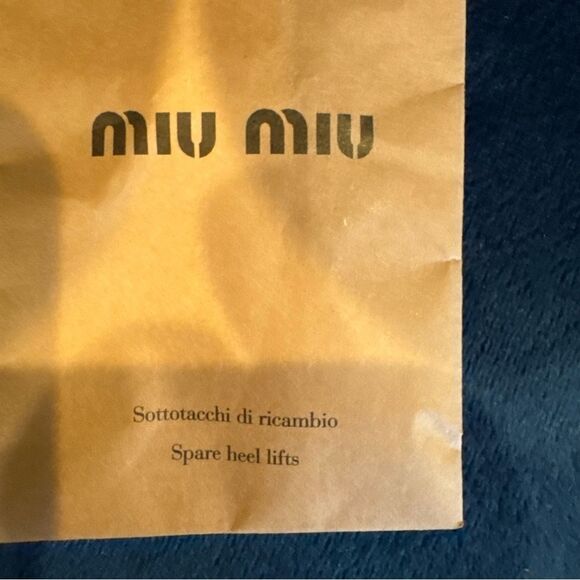 miu miu
Sottotacchi di ricambio
Spare heel lifts